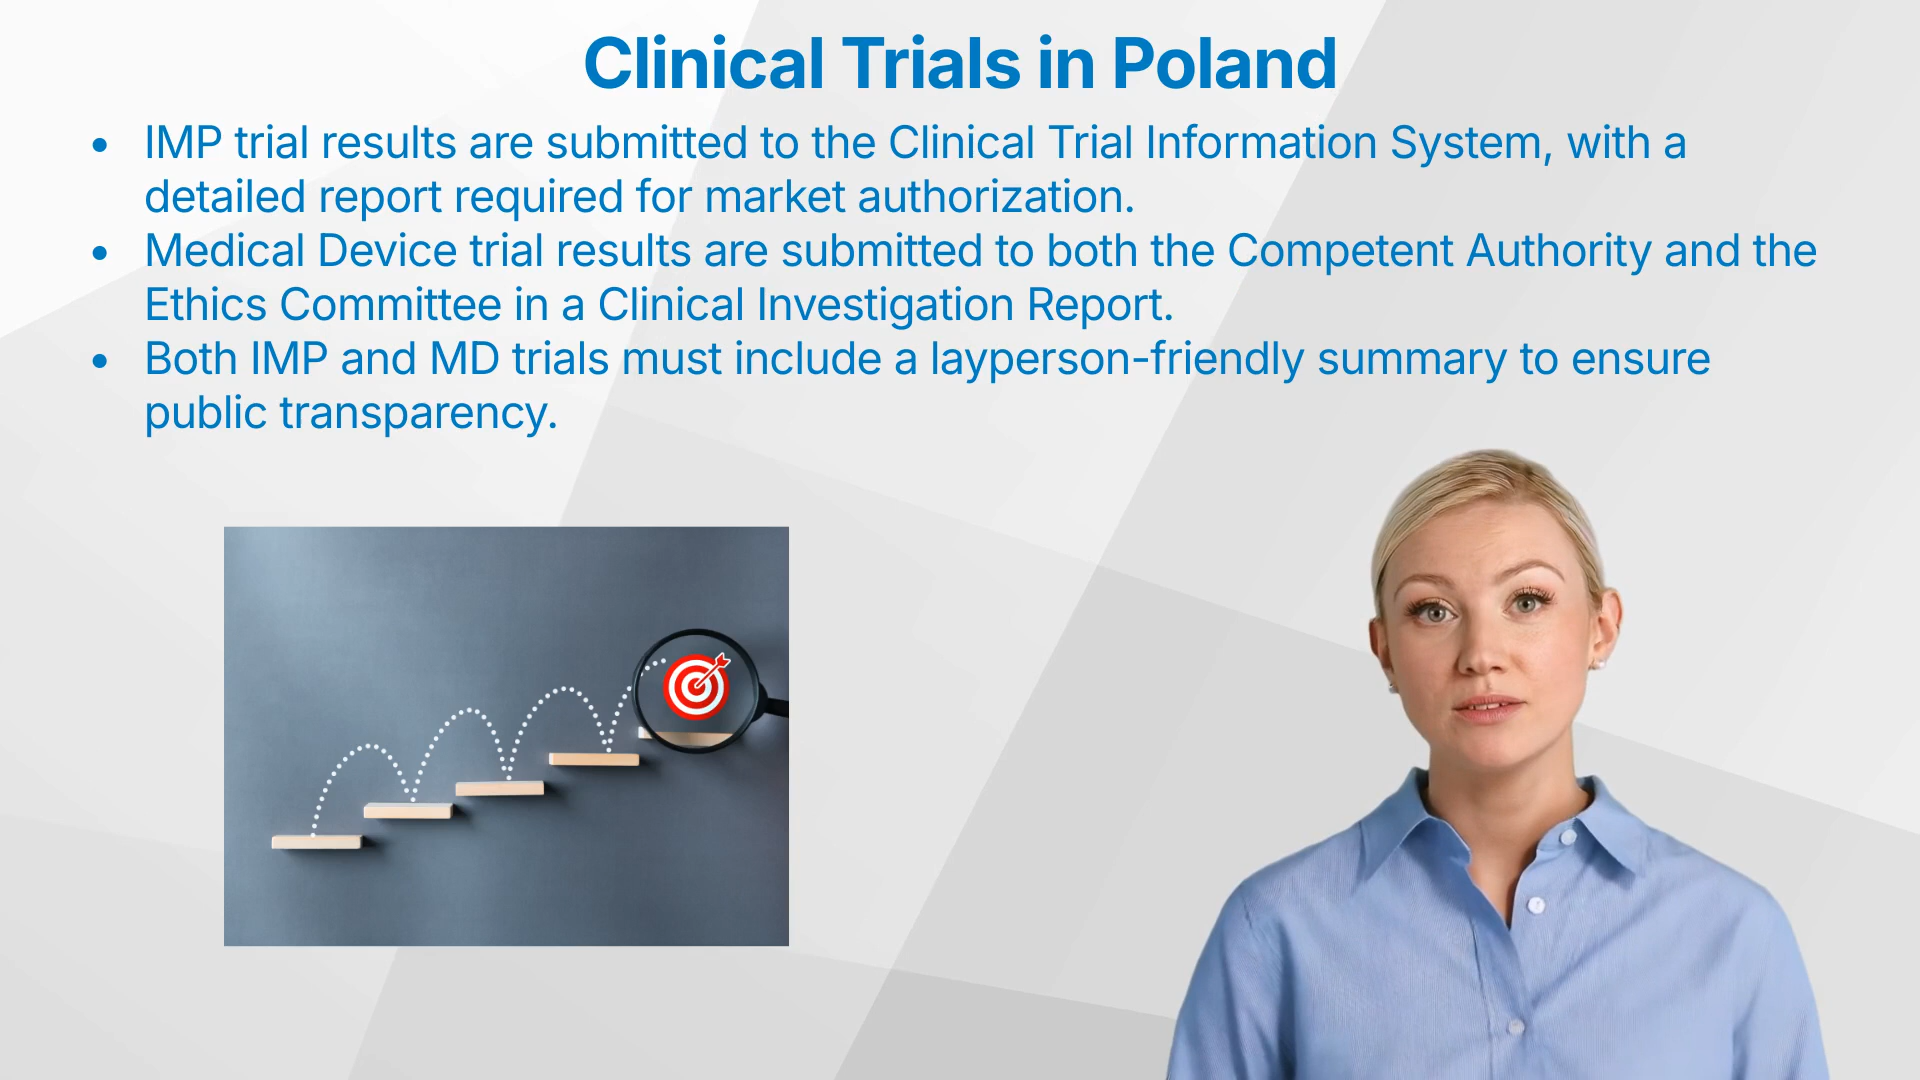 Clinical Trials in Poland
• IMP trial results are submitted to the Clinical Trial Information System, with a
detailed report required for market authorization.
• Medical Device trial results are submitted to both the Competent Authority and the
Ethics Committee in a Clinical Investigation Report.
• Both IMP and MD trials must include a layperson-friendly summary to ensure
public transparency.